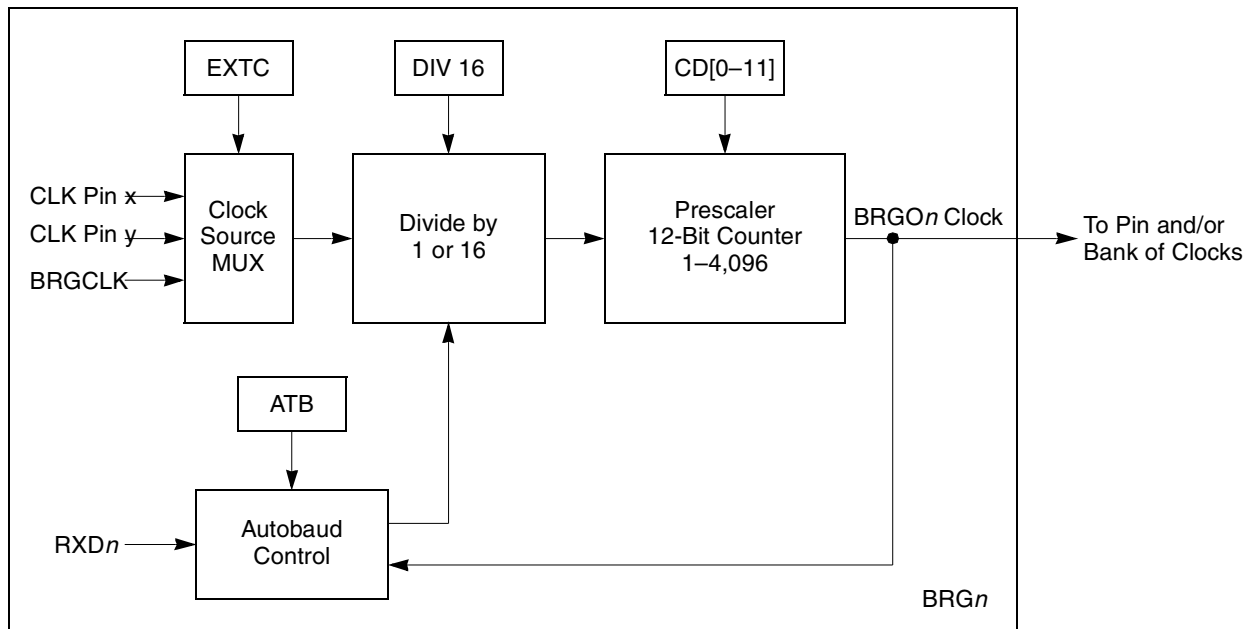 EXTC
DIV 16
CD[0–11]
CLK Pin x
CLK Pin y
BRGCLK
Clock
Source
MUX
Divide by
1 or 16
Prescaler
12-Bit Counter
1–4,096
BRGOn Clock
To Pin and/or
Bank of Clocks
ATB
RXDn
Autobaud
Control
BRGn